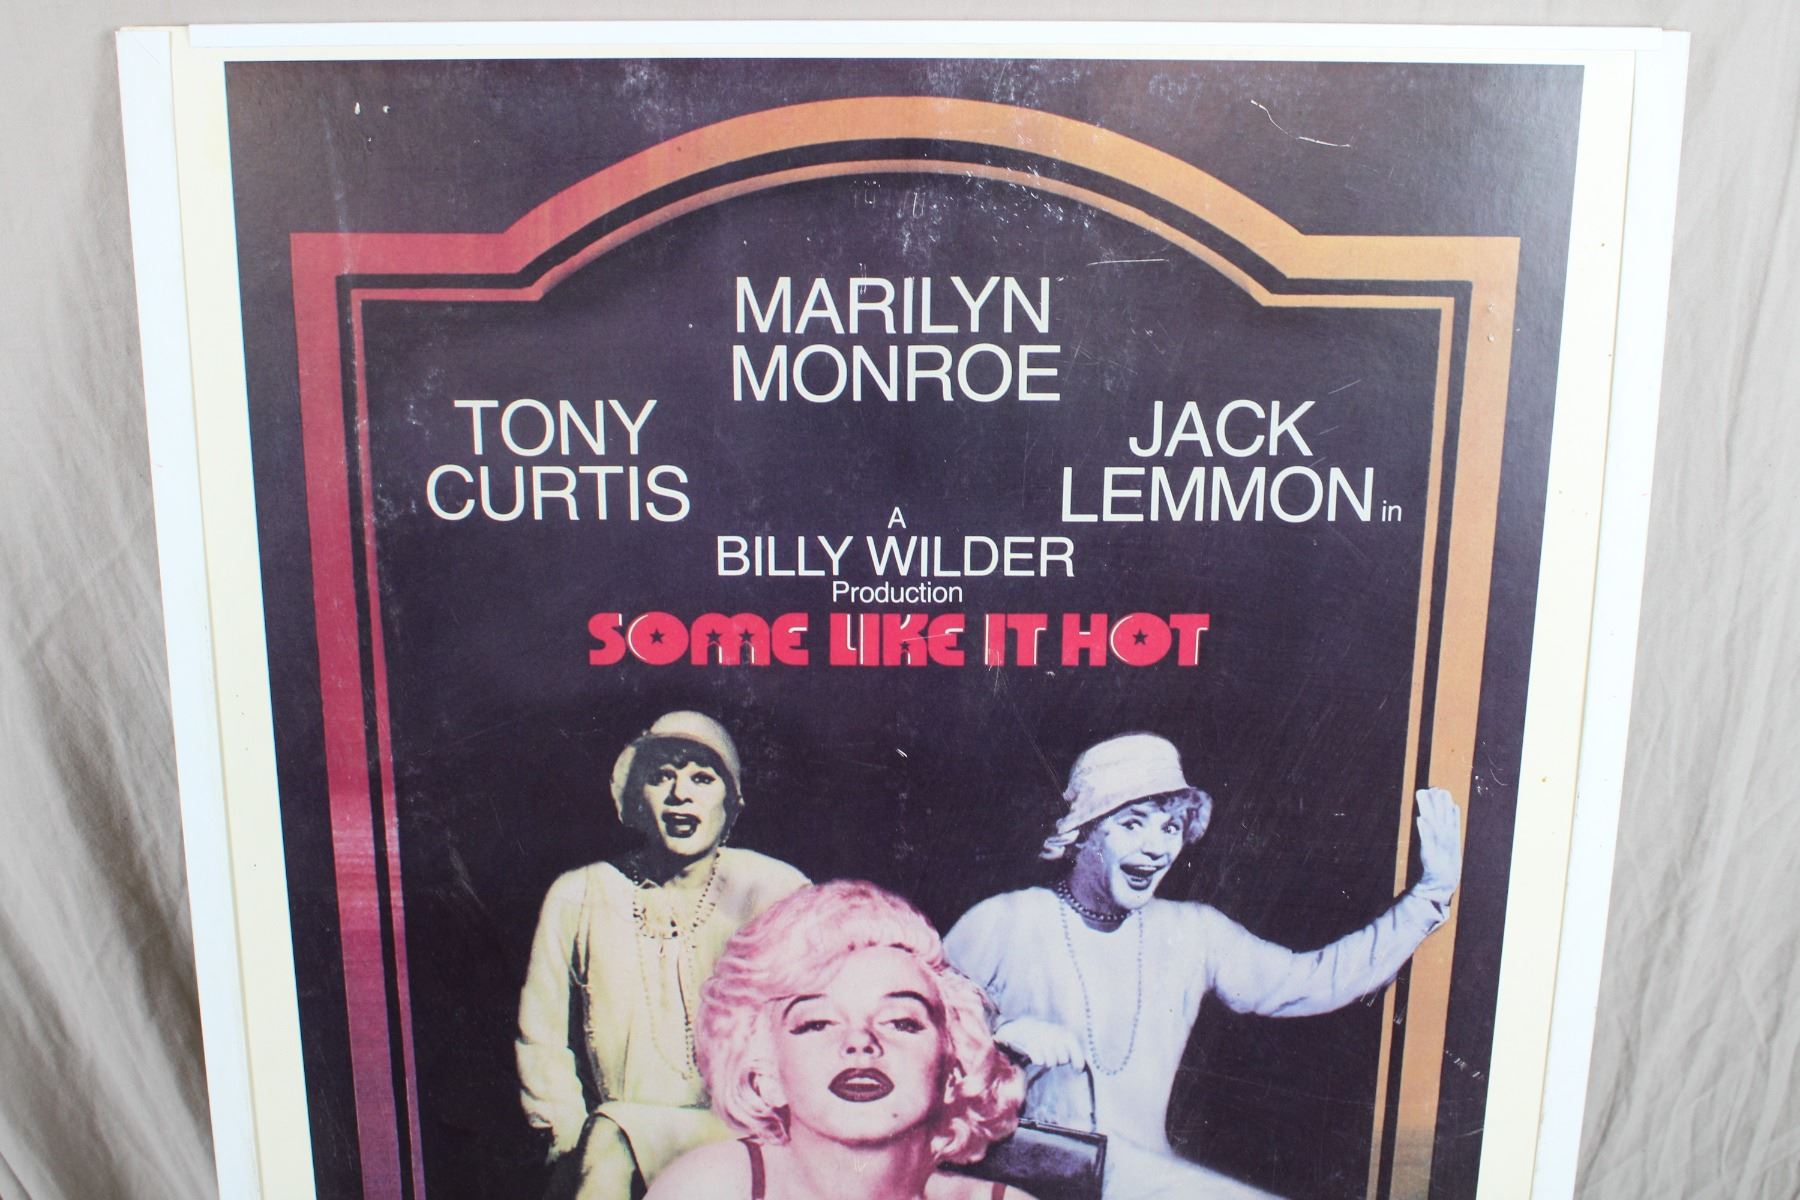 MARILYN
MONROE
TONY
CURTIS
JACK
LEMMON in
A
BILLY WILDER
Production
SOME LIKE IT HOT